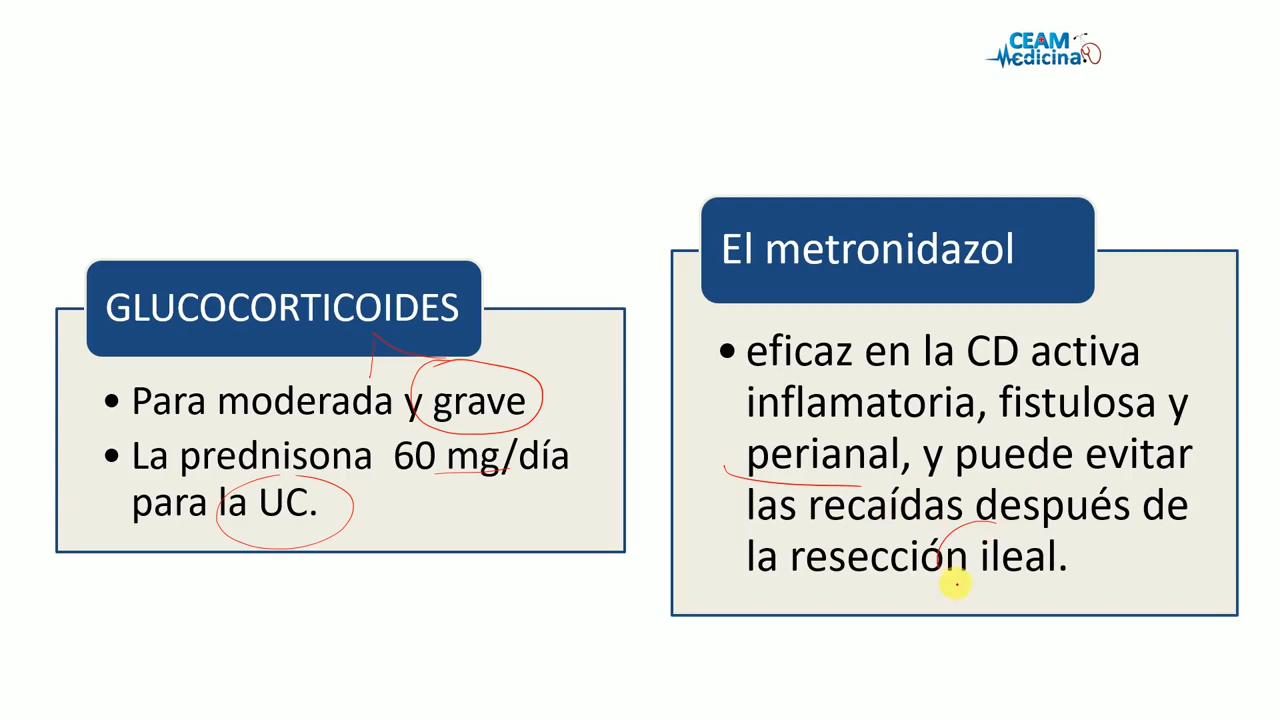 CEAM
Medicina
GLUCOCORTICOIDES
• Para moderada y grave
• La prednisona 60 mg/día
para la UC.
El metronidazol
• eficaz en la CD activa
inflamatoria, fistulosa y
perianal, y puede evitar
las recaídas después de
la resección ileal.